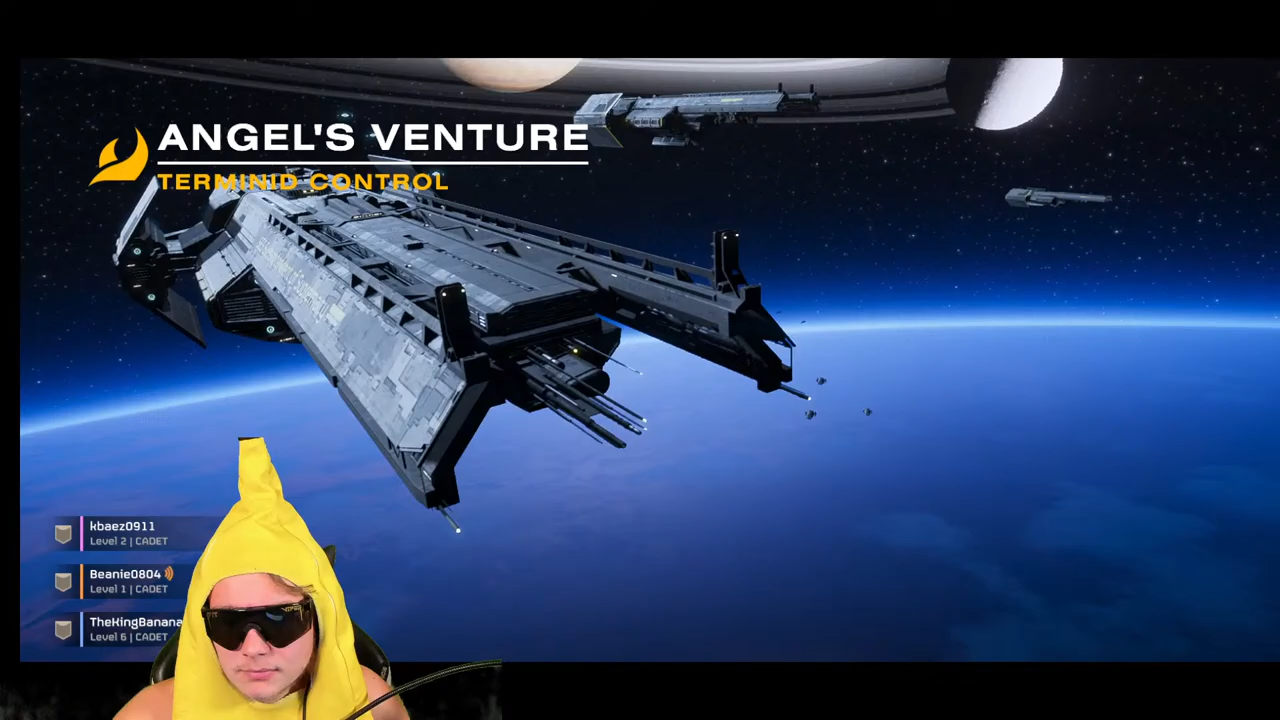 ANGEL'S VENTURE
TERMINID CONTROL
kbaez0911
Level 2 | CADET
Beanie0804
Level 1 | CADET
TheKingBanana
Level 6 | CADET